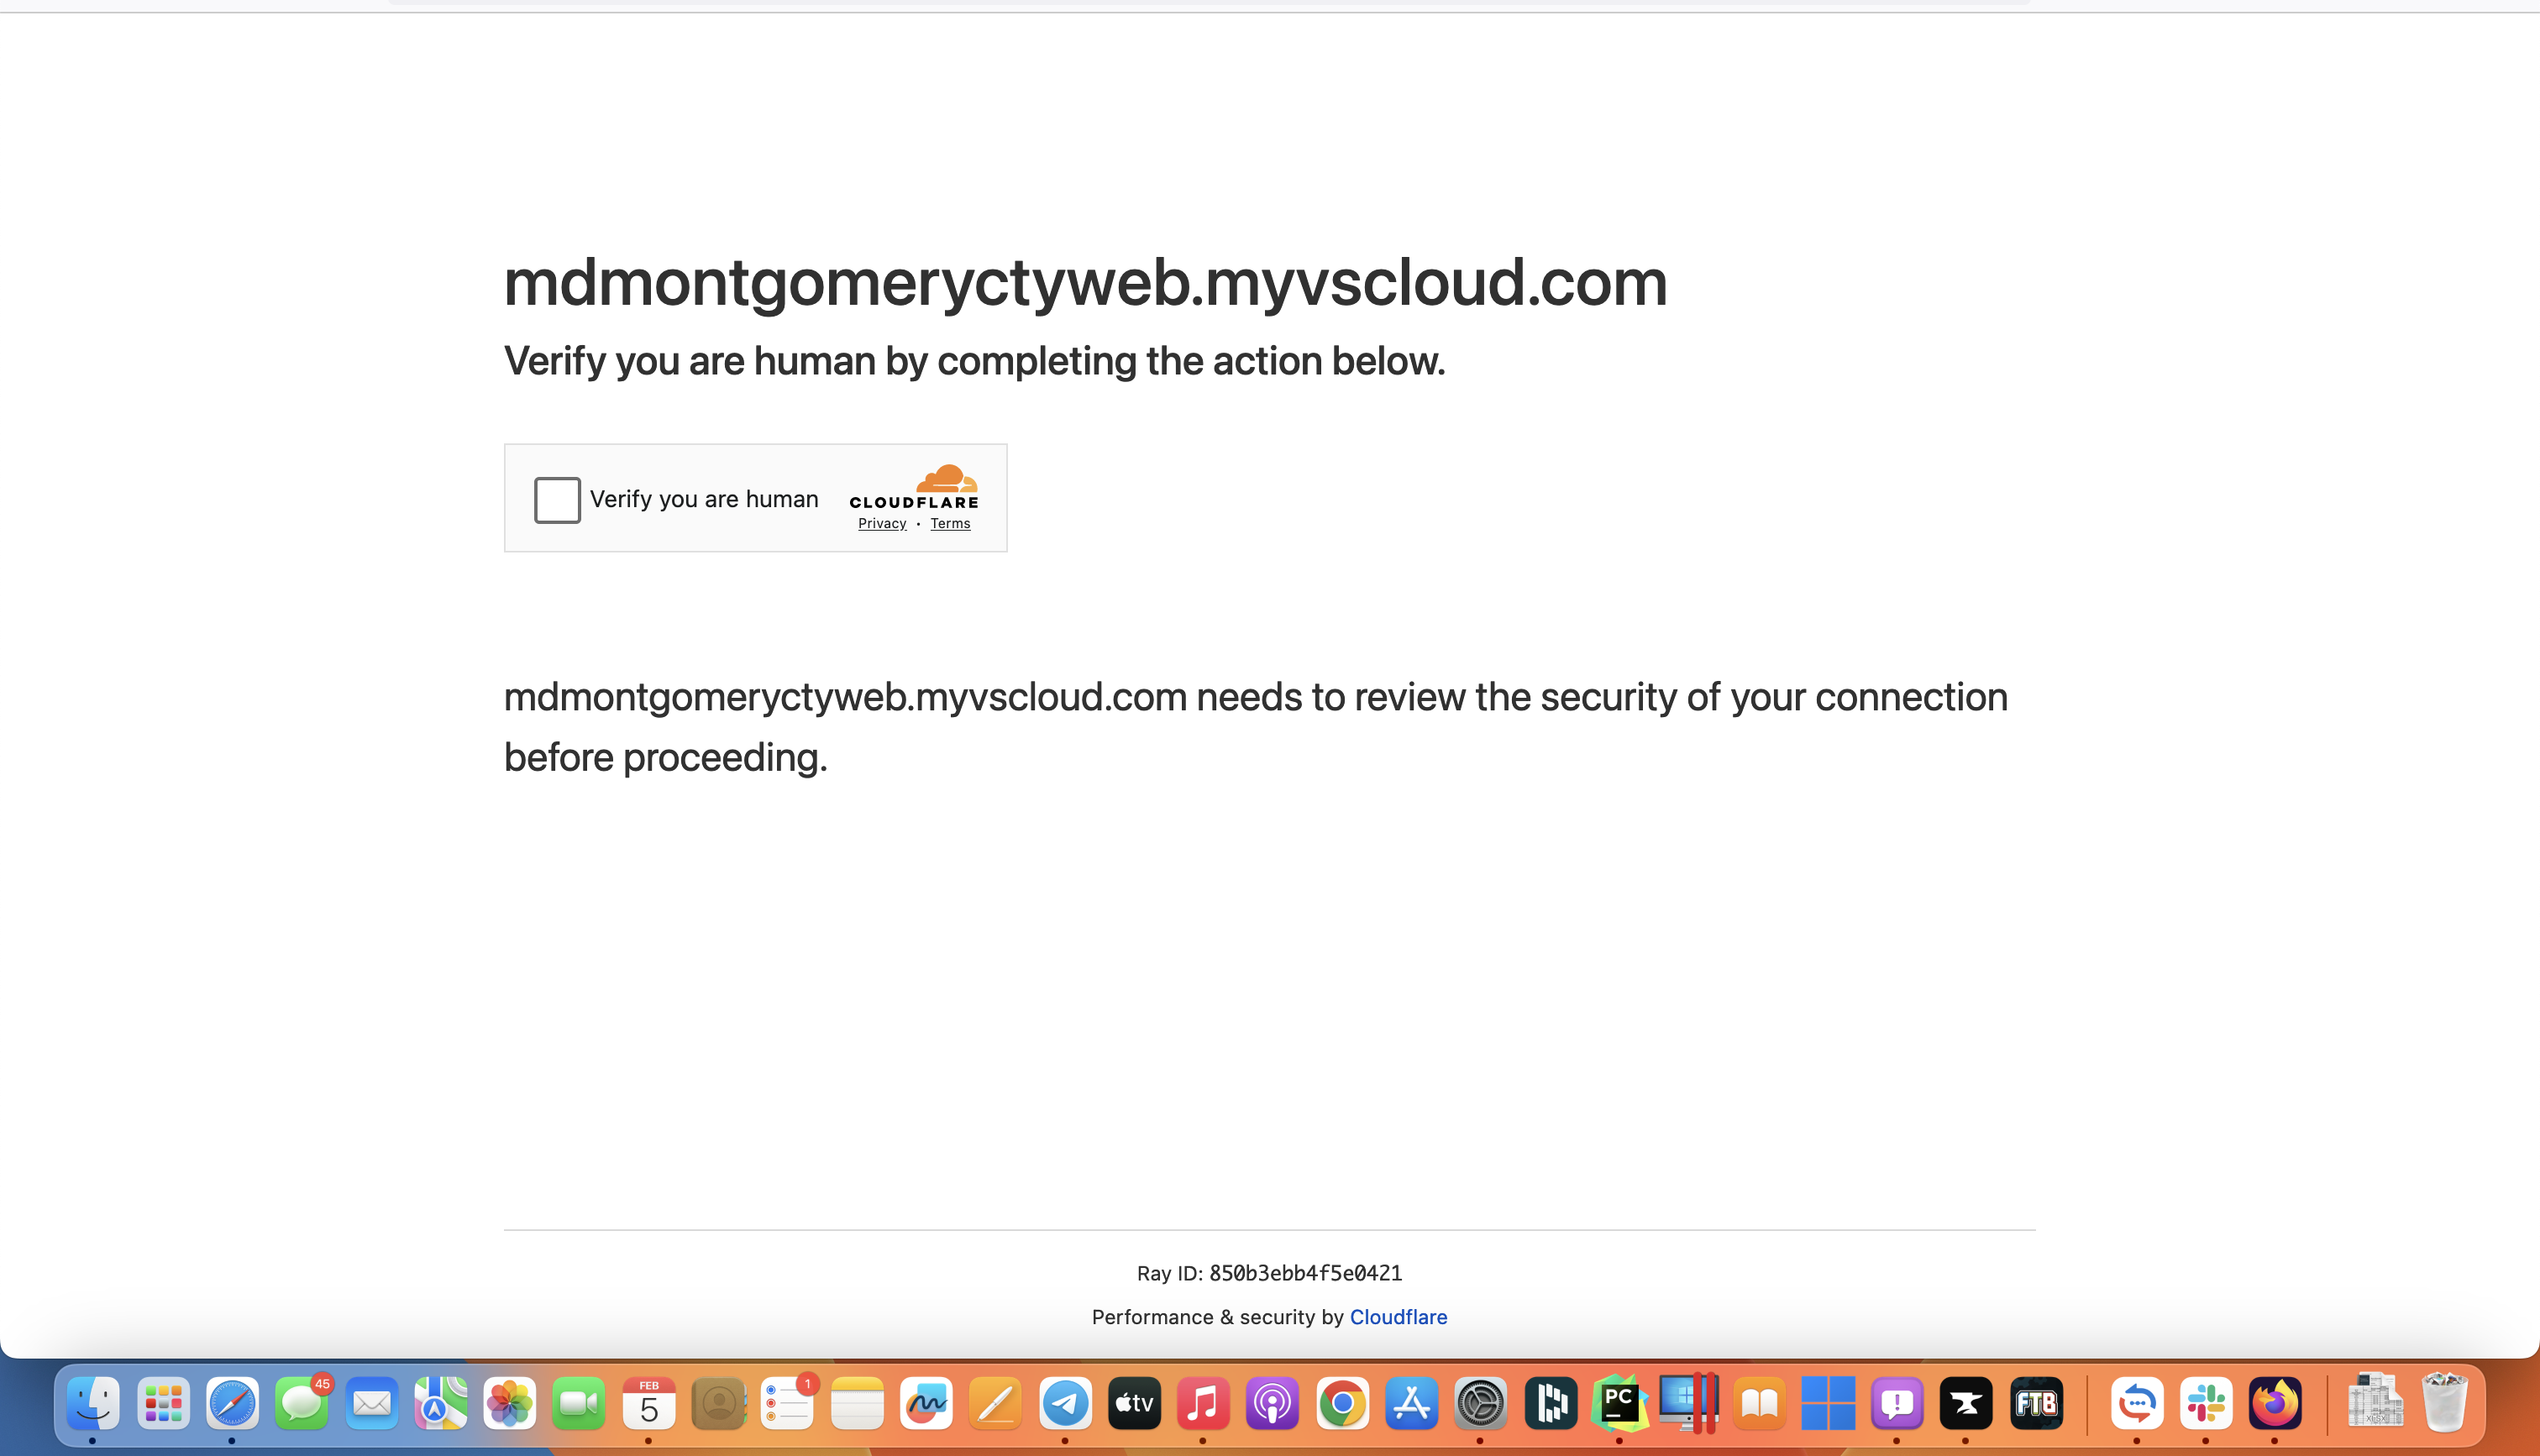 mdmontgomeryctyweb.myvscloud.com
Verify you are human by completing the action below.
Verify you are human
CLOUDFLARE
Privacy • Terms
mdmontgomeryctyweb.myvscloud.com needs to review the security of your connection
before proceeding.
Ray ID: 850b3ebb4f5e0421
Performance & security by Cloudflare
45
FEB
5
1
tv
PC
FTB